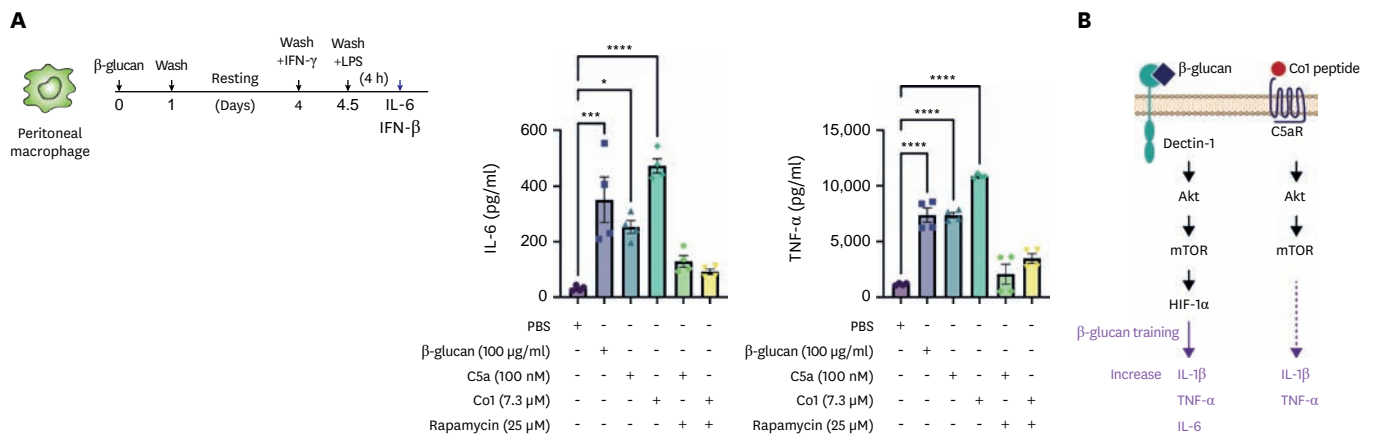 A
β-glucan Wash Resting (Days) Wash +IFN-γ Wash +LPS (4 h)
0 1 4 4.5 IL-6
IFN-β
Peritoneal
macrophage
****
*
***
IL-6 (pg/ml)
600
400
200
0
PBS + - - - - -
β-glucan (100 µg/ml) - + - - - -
C5a (100 nM) - - + - + -
Co1 (7.3 µM) - - - + - +
Rapamycin (25 µM) - - - - + +
****
****
****
TNF-α (pg/ml)
15,000
10,000
5,000
0
PBS + - - - - -
β-glucan (100 µg/ml) - + - - - -
C5a (100 nM) - - + - + -
Co1 (7.3 µM) - - - + - +
Rapamycin (25 µM) - - - - + +
B
β-glucan
Co1 peptide
Dectin-1
C5aR
Akt Akt
mTOR mTOR
HIF-1α
β-glucan training
Increase IL-1β IL-1β
TNF-α TNF-α
IL-6